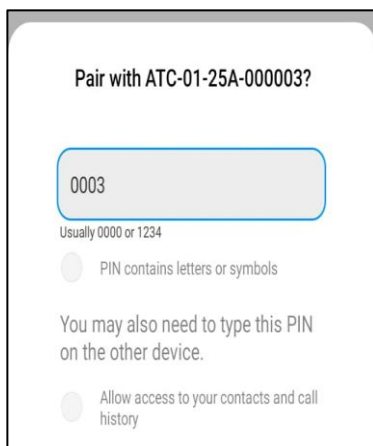 Pair with ATC-01-25A-000003?
0003
Usually 0000 or 1234
PIN contains letters or symbols
You may also need to type this PIN
on the other device.
Allow access to your contacts and call
history